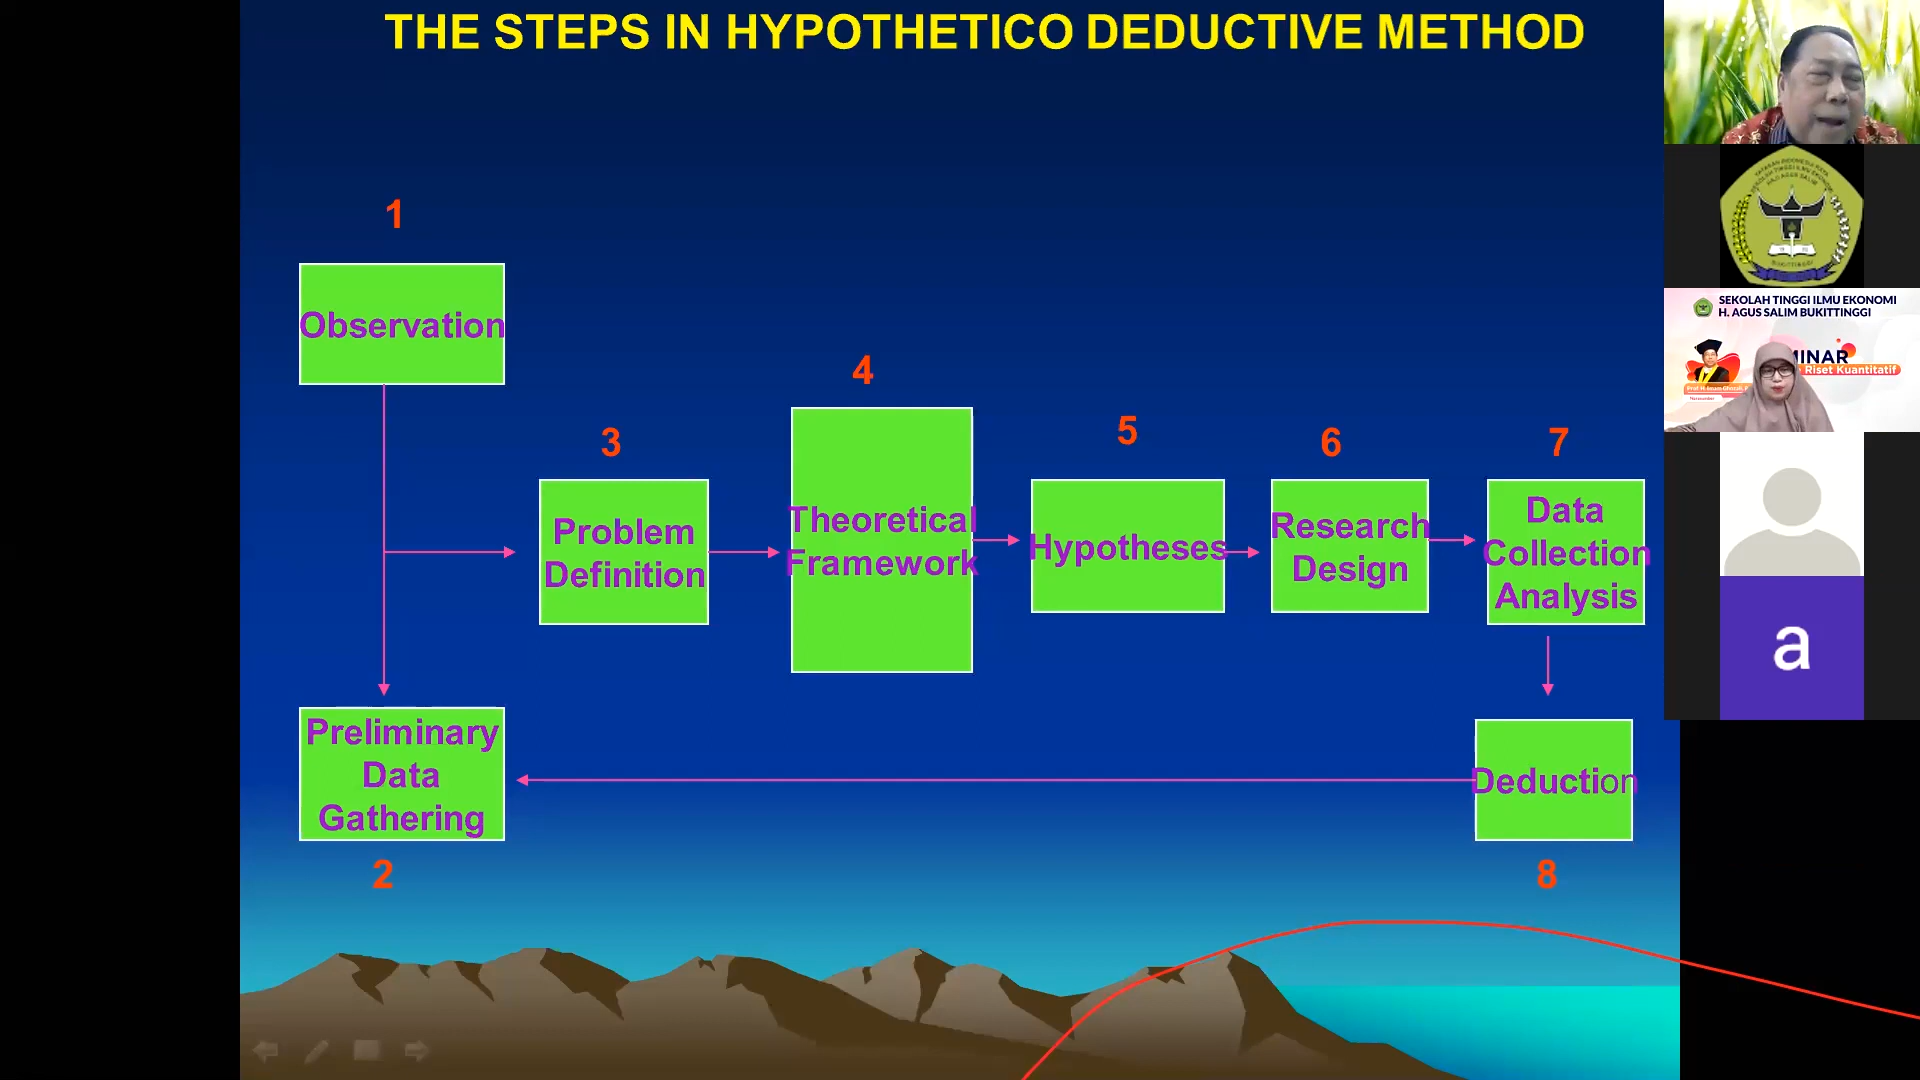 THE STEPS IN HYPOTHETICO DEDUCTIVE METHOD
1
Observation
3
Problem
Definition
4
Theoretical
Framework
5
Hypotheses
6
Research
Design
7
Data
Collection
Analysis
Preliminary
Data
Gathering
2
Deduction
8
SEKOLAH TINGGI ILMU EKONOMI
H. AGUS SALIM BUKITTINGGI
MINAR
Riset Kuantitatif
a